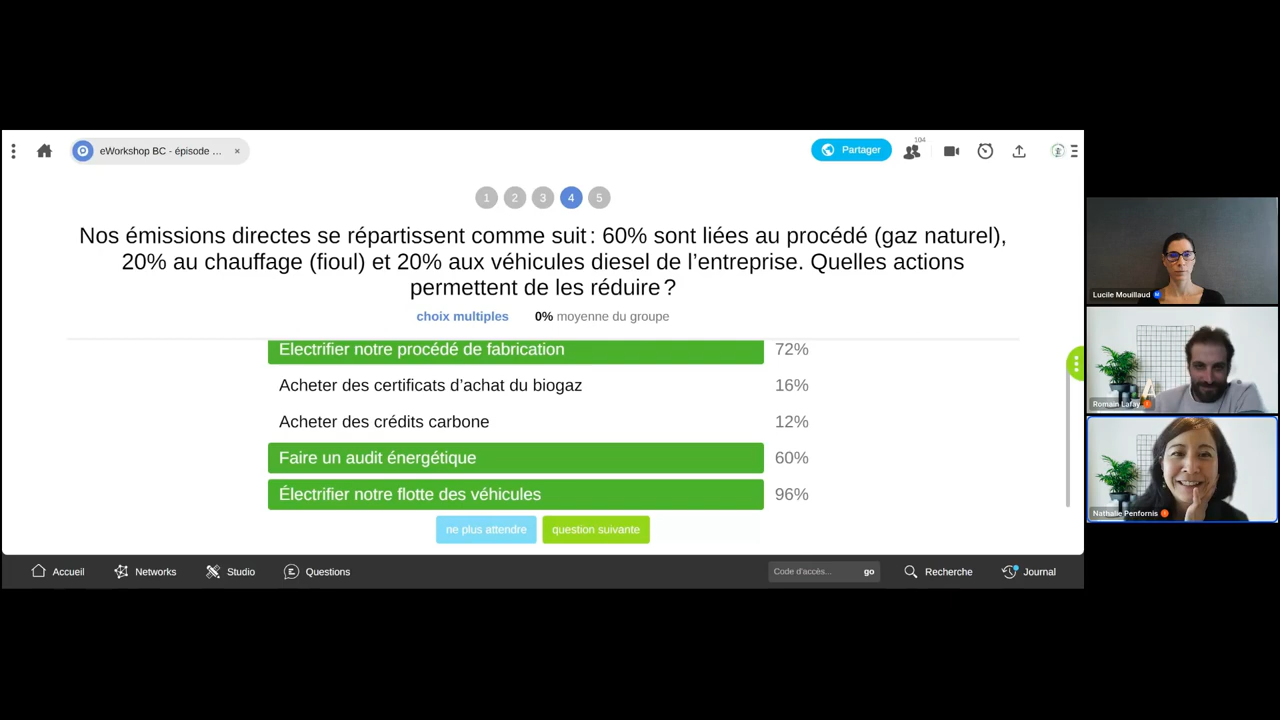 eWorkshop BC - épisode ... ×
Partager
104
1 2 3 4 5
Nos émissions directes se répartissent comme suit : 60% sont liées au procédé (gaz naturel),
20% au chauffage (fioul) et 20% aux véhicules diesel de l’entreprise. Quelles actions
permettent de les réduire ?
choix multiples 0% moyenne du groupe
Electrifier notre procédé de fabrication 72%
Acheter des certificats d’achat du biogaz 16%
Acheter des crédits carbone 12%
Faire un audit énergétique 60%
Électrifier notre flotte des véhicules 96%
ne plus attendre question suivante
Accueil Networks Studio Questions Code d'accès... go Recherche Journal
Lucile Mouillaud
Romain Lafay
Nathalie Penfornis